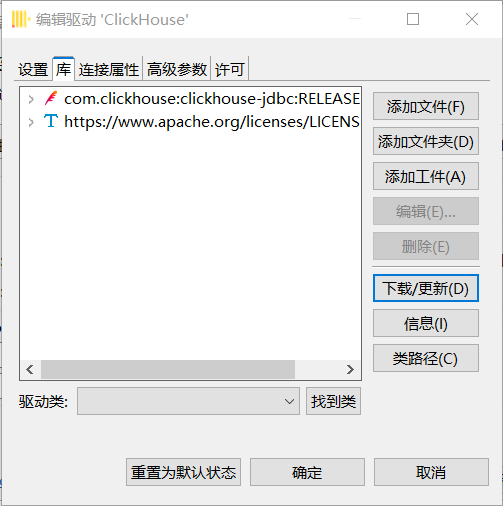 编辑驱动 'ClickHouse'
设置 库 连接属性 高级参数 许可
com.clickhouse:clickhouse-jdbc:RELEASE
https://www.apache.org/licenses/LICENS
添加文件(F)
添加文件夹(D)
添加工件(A)
编辑(E)...
删除(E)
下载/更新(D)
信息(I)
类路径(C)
驱动类:
找到类
重置为默认状态 确定 取消